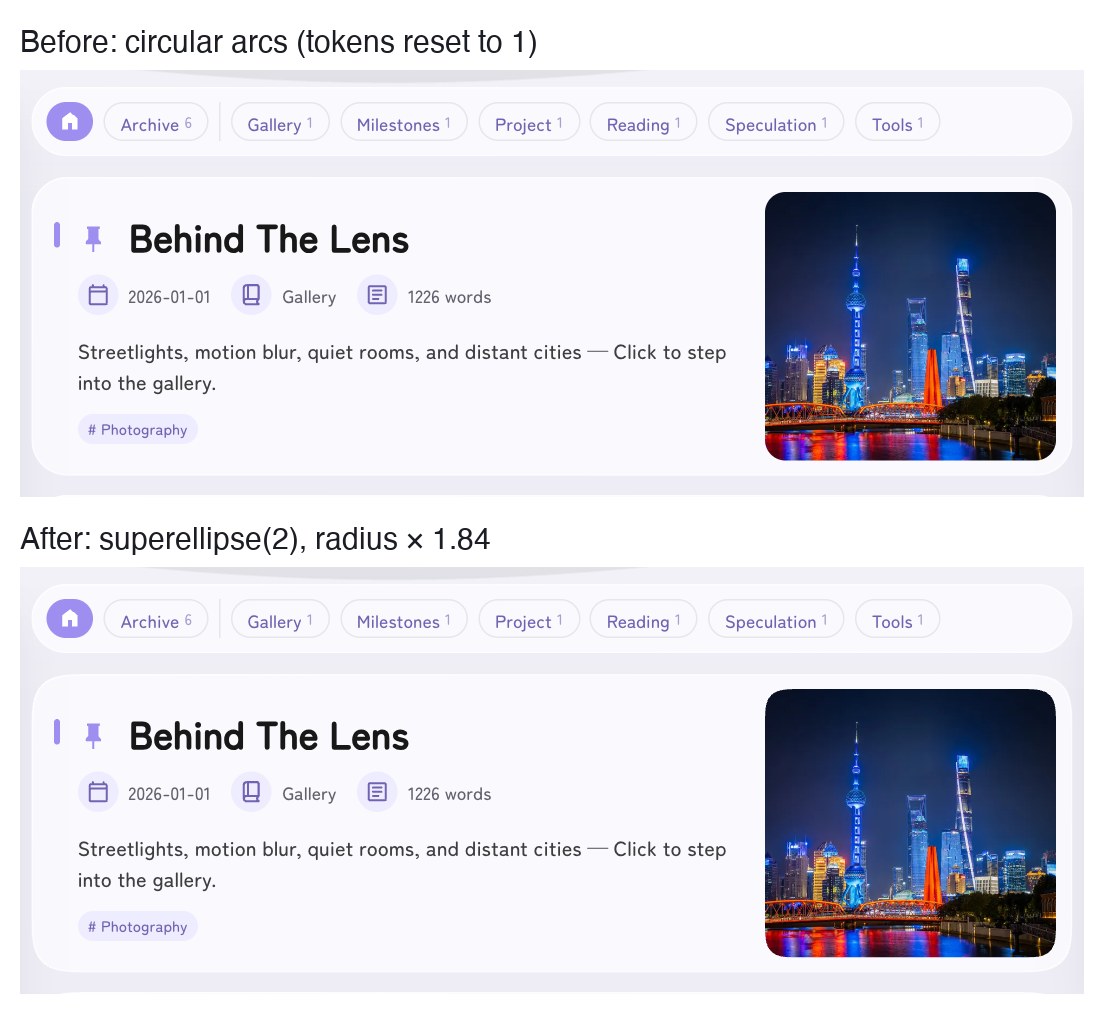 Before: circular arcs (tokens reset to 1)
Archive 6 Gallery 1 Milestones 1 Project 1 Reading 1 Speculation 1 Tools 1
Behind The Lens
2026-01-01 Gallery 1226 words
Streetlights, motion blur, quiet rooms, and distant cities — Click to step
into the gallery.
# Photography
After: superellipse(2), radius × 1.84
Archive 6 Gallery 1 Milestones 1 Project 1 Reading 1 Speculation 1 Tools 1
Behind The Lens
2026-01-01 Gallery 1226 words
Streetlights, motion blur, quiet rooms, and distant cities — Click to step
into the gallery.
# Photography